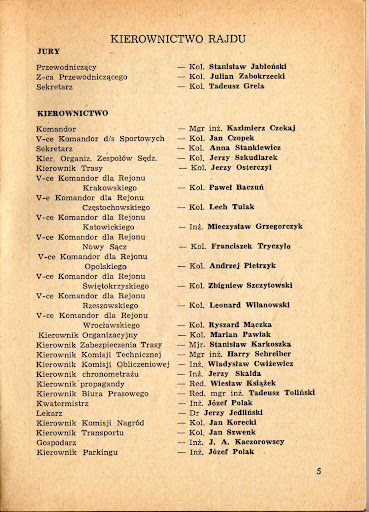 KIEROWNICTWO RAJDU
JURY
Przewodniczący — Kol. Stanisław Jabłoński
Z-ca Przewodniczącego — Kol. Julian Zabokrzecki
Sekretarz — Kol. Tadeusz Grela
KIEROWNICTWO
Komandor — Mgr inż. Kazimierz Czekaj
V-ce Komandor d/s Sportowych — Kol. Jan Czopek
Sekretarz — Kol. Anna Stankiewicz
Kier. Organiz. Zespołów Sędz. — Kol. Jerzy Szkudlarek
Kierownik Trasy — Kol. Jerzy Osterczyl
V-ce Komandor dla Rejonu
Krakowskiego — Kol. Paweł Baczuń
V-e Komandor dla Rejonu
Częstochowskiego — Kol. Lech Tulak
V-ce Komandor dla Rejonu
Katowickiego — Inż. Mieczysław Grzegorczyk
V-ce Komandor dla Rejonu
Nowy Sącz — Kol. Franciszek Tryczyło
V-ce Komandor dla Rejonu
Opolskiego — Kol. Andrzej Pietrzyk
V-ce Komandor dla Rejonu
Świętokrzyskiego — Kol. Zbigniew Szczytowski
V-ce Komandor dla Rejonu
Rzeszowskiego — Kol. Leonard Wilanowski
V-ce Komandor dla Rejonu
Wrocławskiego — Kol. Ryszard Mączka
Kierownik Organizacyjny — Kol. Marian Pawlak
Kierownik Zabezpieczenia Trasy — Mjr. Stanisław Karkoszka
Kierownik Komisji Technicznej — Mgr inż. Harry Schreiber
Kierownik Komisji Obliczeniowej — Inż. Władysław Cwiżewicz
Kierownik chronometrażu — Inż. Jerzy Skalda
Kierownik propagandy — Red. Wiesław Książek
Kierownik Biura Prasowego — Red. mgr inż. Tadeusz Toliński
Kwatermistrz — Inż. Józef Polak
Lekarz — Dr Jerzy Jedliński
Kierownik Komisji Nagród — Kol. Jan Korecki
Kierownik Transportu — Kol. Jan Szwenk
Gospodarz — Inż. J. A. Kaczorowscy
Kierownik Parkingu — Inż. Józef Polak
5